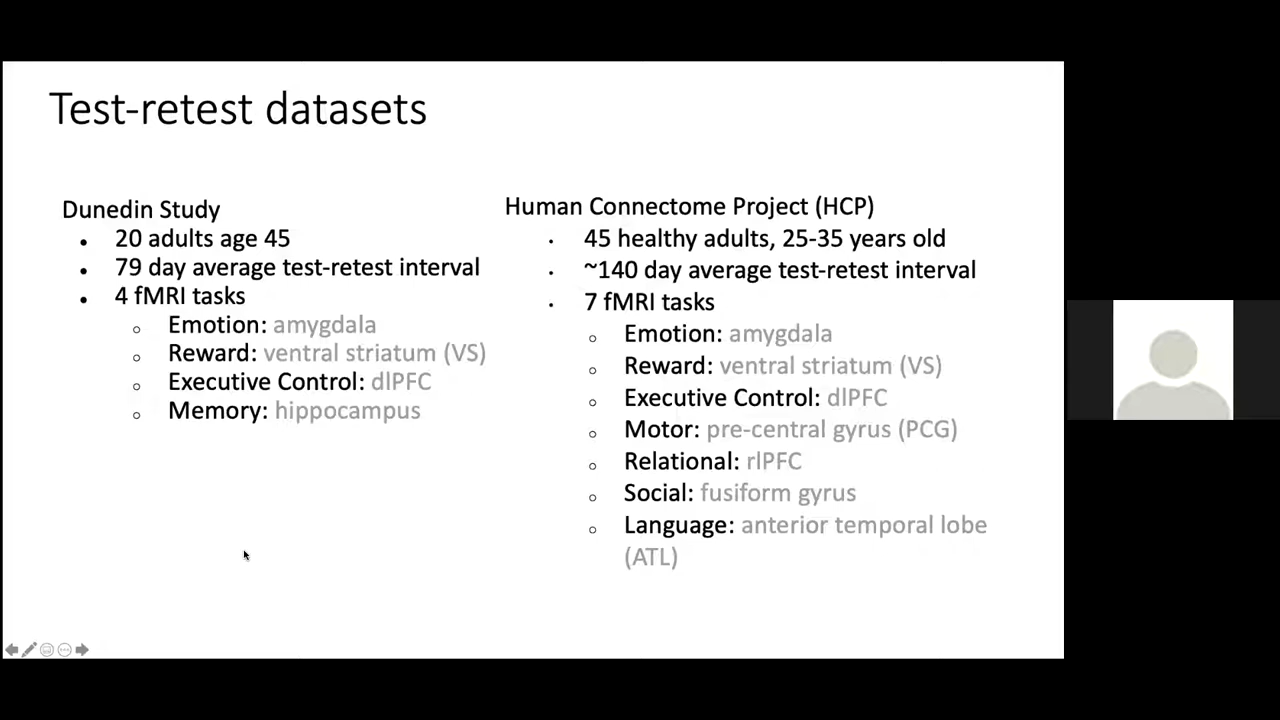 Test-retest datasets
Dunedin Study
• 20 adults age 45
• 79 day average test-retest interval
• 4 fMRI tasks
○ Emotion: amygdala
○ Reward: ventral striatum (VS)
○ Executive Control: dlPFC
○ Memory: hippocampus
Human Connectome Project (HCP)
• 45 healthy adults, 25-35 years old
• ~140 day average test-retest interval
• 7 fMRI tasks
○ Emotion: amygdala
○ Reward: ventral striatum (VS)
○ Executive Control: dlPFC
○ Motor: pre-central gyrus (PCG)
○ Relational: rlPFC
○ Social: fusiform gyrus
○ Language: anterior temporal lobe
(ATL)